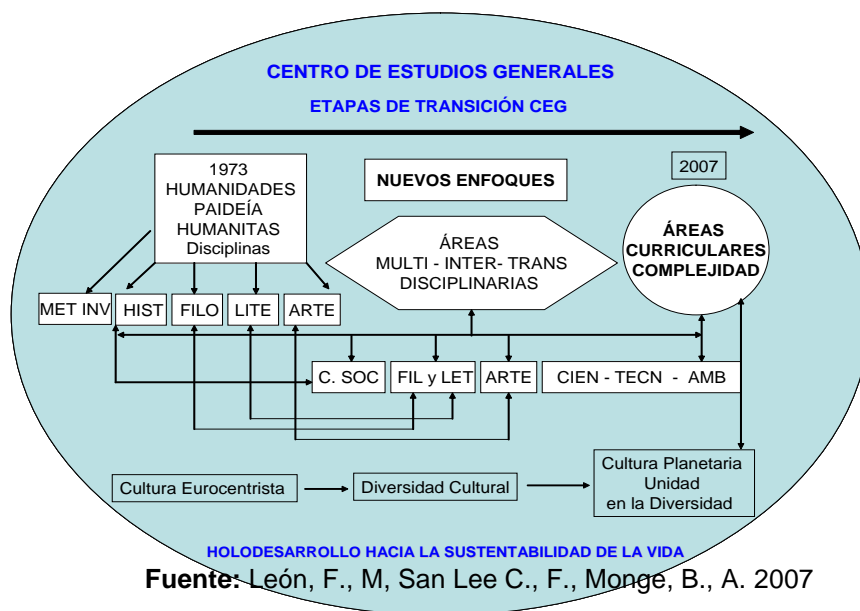 CENTRO DE ESTUDIOS GENERALES
ETAPAS DE TRANSICIÓN CEG
1973
HUMANIDADES
PAIDEÍA
HUMANITAS
Disciplinas
NUEVOS ENFOQUES
2007
ÁREAS
MULTI - INTER- TRANS
DISCIPLINARIAS
ÁREAS
CURRICULARES
COMPLEJIDAD
MET INV
HIST
FILO
LITE
ARTE
C. SOC
FIL y LET
ARTE
CIEN - TECN - AMB
Cultura Eurocentrista
Diversidad Cultural
Cultura Planetaria
Unidad
en la Diversidad
HOLODESARROLLO HACIA LA SUSTENTABILIDAD DE LA VIDA
Fuente: León, F., M, San Lee C., F., Monge, B., A. 2007